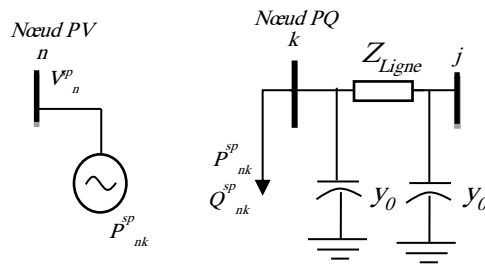 Nœud PV
n
V^sp_n
P^sp_nk
Nœud PQ
k
P^sp_nk
Q^sp_nk
Z_Ligne
j
y_0
y_0